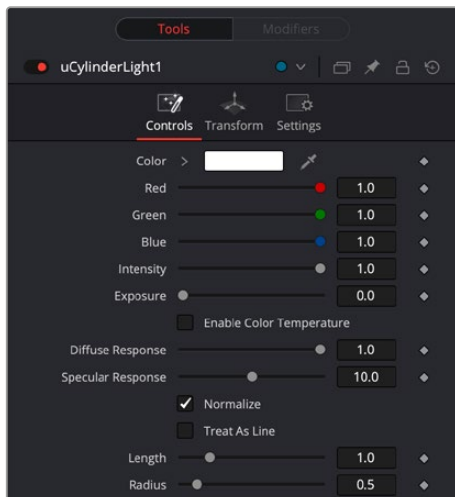 Tools Modifiers
uCylinderLight1
Controls Transform Settings
Color
Red 1.0
Green 1.0
Blue 1.0
Intensity 1.0
Exposure 0.0
Enable Color Temperature
Diffuse Response 1.0
Specular Response 10.0
Normalize
Treat As Line
Length 1.0
Radius 0.5